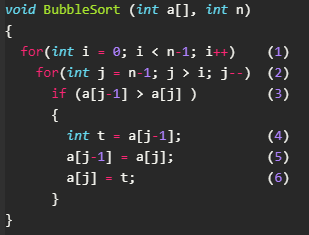 void BubbleSort (int a[], int n)
{
for(int i = 0; i < n-1; i++) (1)
for(int j = n-1; j > i; j--) (2)
if (a[j-1] > a[j] ) (3)
{
int t = a[j-1]; (4)
a[j-1] = a[j]; (5)
a[j] = t; (6)
}
}